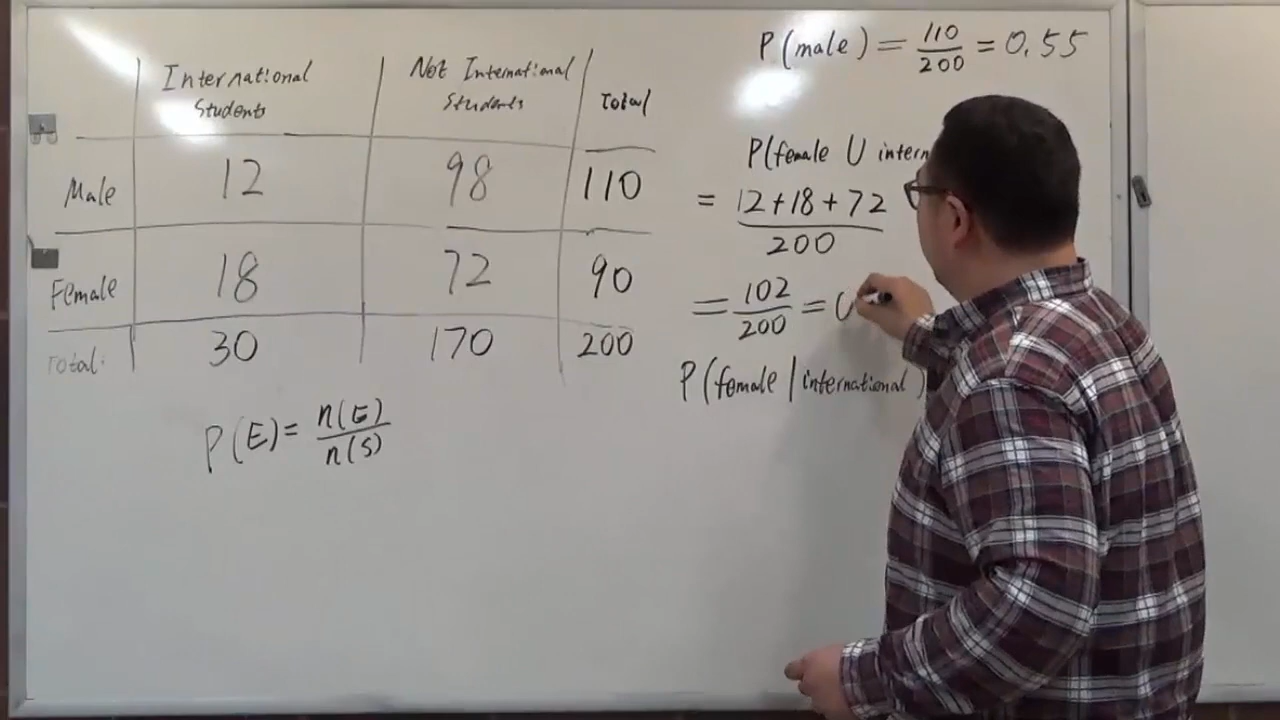 International Students Not International Students Total
Male 12 98 110
Female 18 72 90
Total: 30 170 200
P(E) = n(E)/n(S)
P(male) = 110/200 = 0.55
P(female U intern
= 12+18+72/200
= 102/200 = 0
P(female | international)